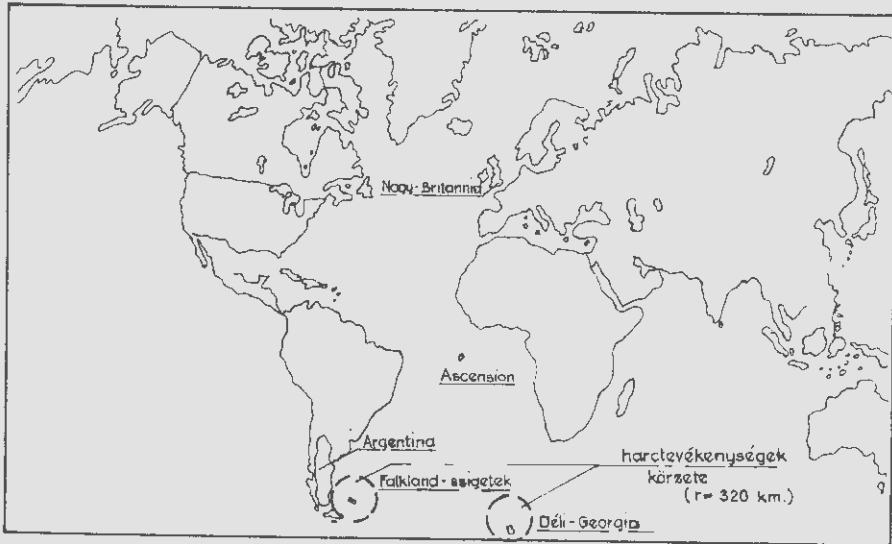 Nagy-Britannia
Ascension
Argentina
Falkland-szigetek
harctevékenységek
körzete
(r= 320 km.)
Déli-Georgia